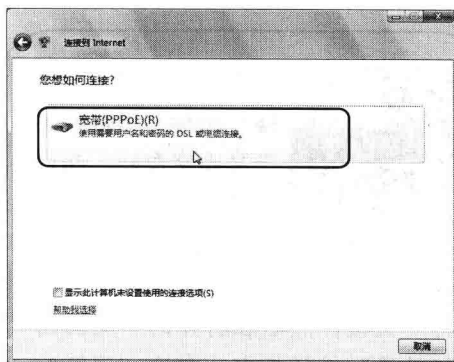 连接到 Internet
您想如何连接?
宽带(PPPoE)(R)
使用需要用户名和密码的 DSL 或电缆连接。
显示此计算机未设置使用的连接选项(S)
帮助我选择
取消